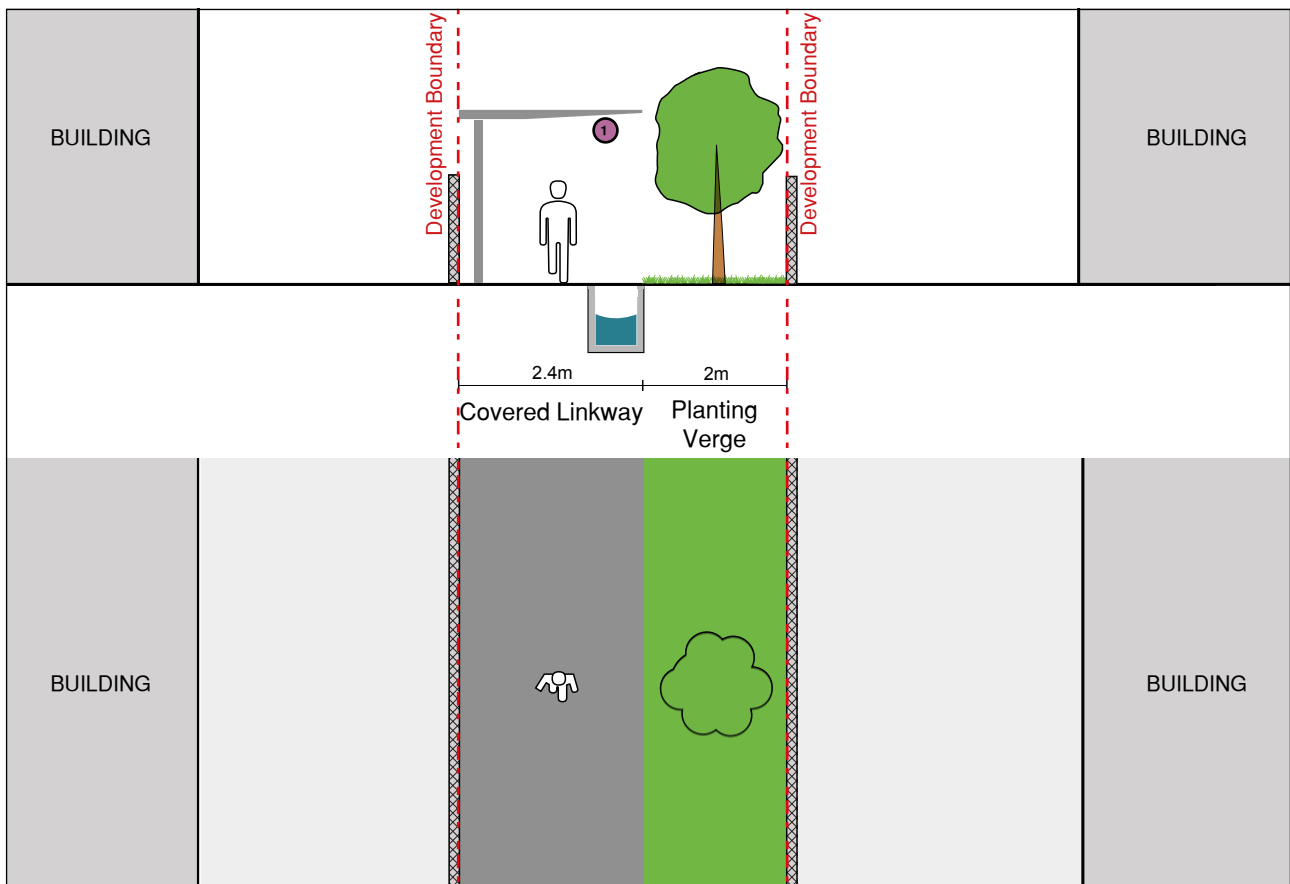 BUILDING
Development Boundary
1
Development Boundary
BUILDING
2.4m
2m
Covered Linkway
Planting
Verge
BUILDING
BUILDING